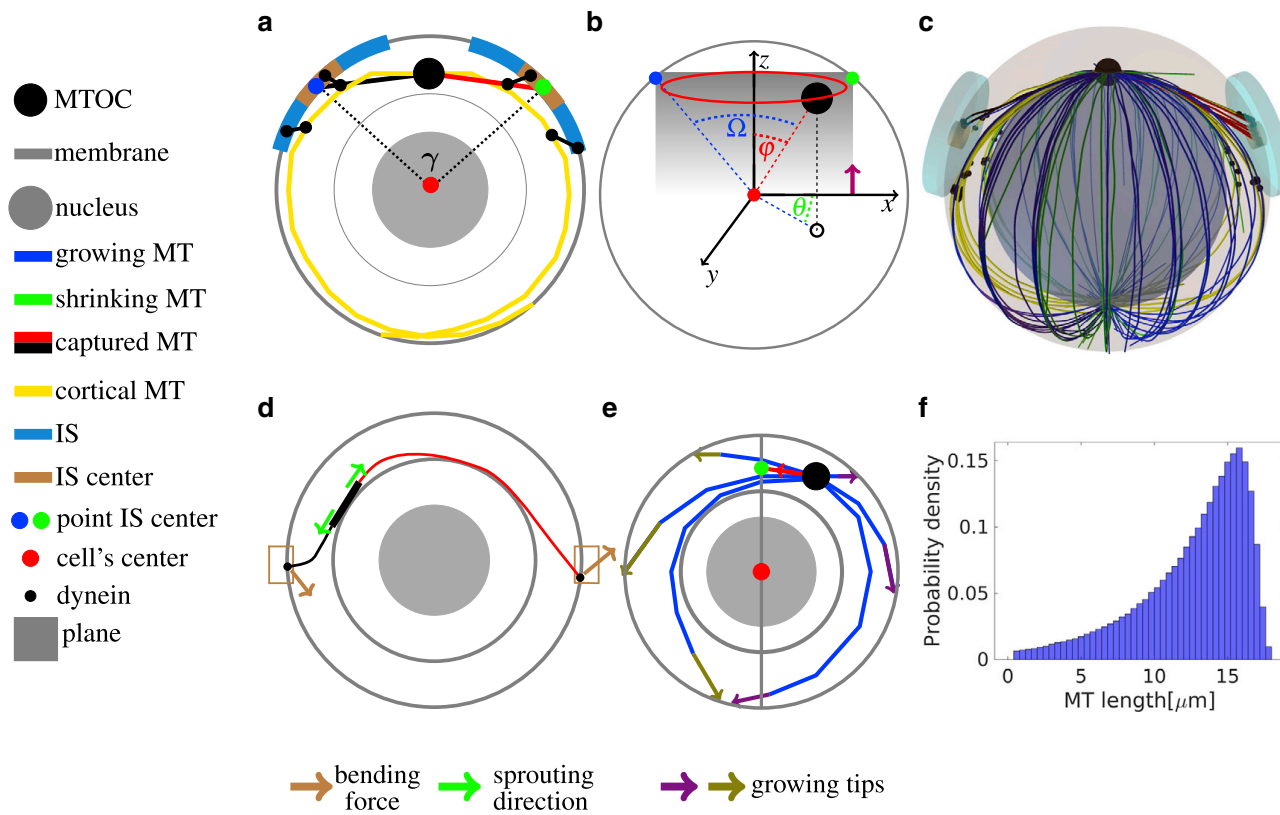 a
b
c
MTOC
membrane
nucleus
growing MT
shrinking MT
captured MT
cortical MT
IS
IS center
point IS center
cell's center
dynein
plane
γ
z
Ω
φ
θ
x
y
d
e
f
Probability density
0.15
0.1
0.05
0
0
5
10
15
MT length[μm]
bending
force
sprouting
direction
growing tips